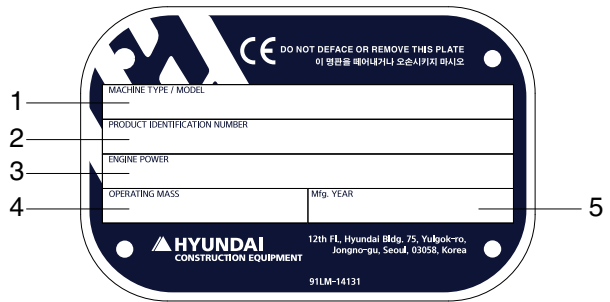 CE DO NOT DEFACE OR REMOVE THIS PLATE
이 명판을 떼어내거나 오손시키지 마시오
1 MACHINE TYPE / MODEL
2 PRODUCT IDENTIFICATION NUMBER
3 ENGINE POWER
4 OPERATING MASS Mfg. YEAR 5
HYUNDAI
CONSTRUCTION EQUIPMENT
12th Fl., Hyundai Bldg. 75, Yulgok-ro,
Jongno-gu, Seoul, 03058, Korea
91LM-14131